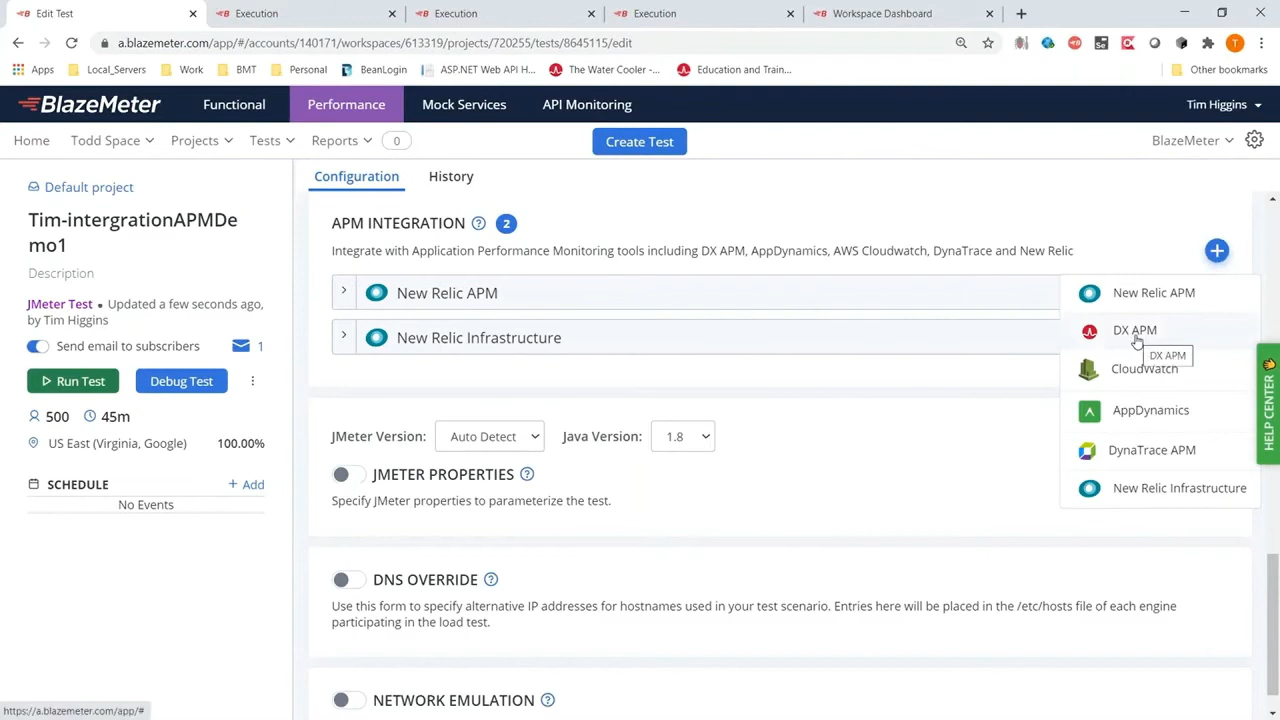 Edit Test
Execution
Execution
Execution
Workspace Dashboard
a.blazemeter.com/app/#/accounts/140171/workspaces/613319/projects/720255/tests/8645115/edit
T
Apps
Local_Servers
Work
BMT
Personal
BeanLogin
ASP.NET Web API H...
The Water Cooler -...
Education and Train...
Other bookmarks
BlazeMeter
Functional
Performance
Mock Services
API Monitoring
Tim Higgins
Home
Todd Space
Projects
Tests
Reports
0
Create Test
BlazeMeter
Default project
Tim-intergrationAPMDe
mo1
Description
JMeter Test • Updated a few seconds ago,
by Tim Higgins
Send email to subscribers
1
Run Test
Debug Test
500
45m
US East (Virginia, Google)
100.00%
SCHEDULE
+ Add
No Events
Configuration
History
APM INTEGRATION ? 2
Integrate with Application Performance Monitoring tools including DX APM, AppDynamics, AWS Cloudwatch, DynaTrace and New Relic
New Relic APM
New Relic Infrastructure
New Relic APM
DX APM
DX APM
CloudWatch
AppDynamics
DynaTrace APM
New Relic Infrastructure
JMeter Version:
Auto Detect
Java Version:
1.8
JMETER PROPERTIES ?
Specify JMeter properties to parameterize the test.
DNS OVERRIDE ?
Use this form to specify alternative IP addresses for hostnames used in your test scenario. Entries here will be placed in the /etc/hosts file of each engine
participating in the load test.
NETWORK EMULATION ?
HELP CENTER
https://a.blazemeter.com/app/#